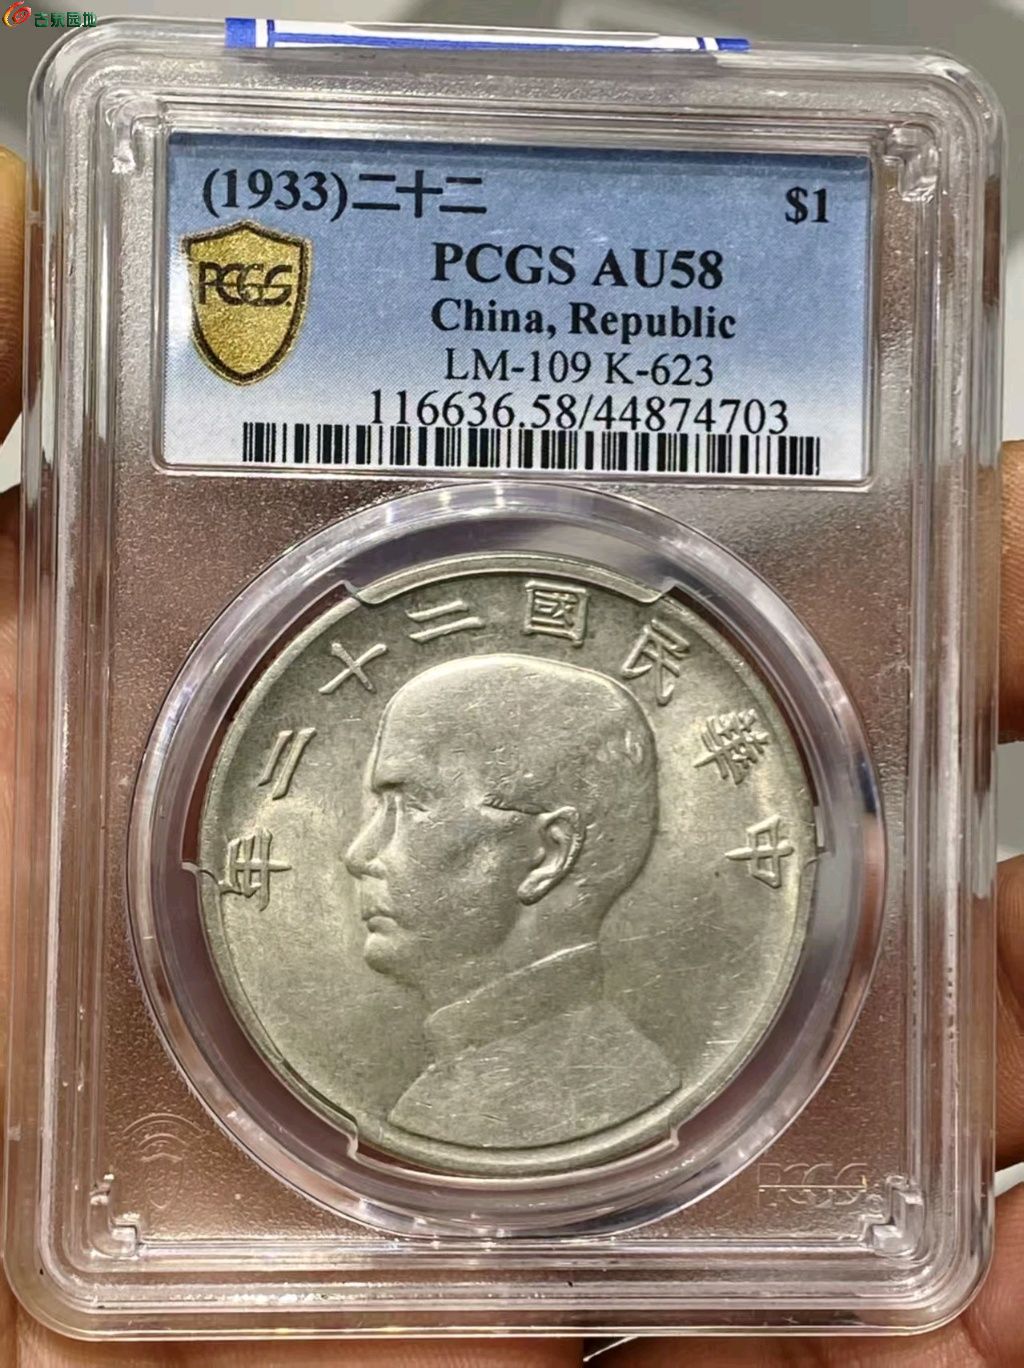 古泉园地
(1933)二十二 $1
PCGS
PCGS AU58
China, Republic
LM-109 K-623
116636.58/44874703
中華民國二十二年
PCGS